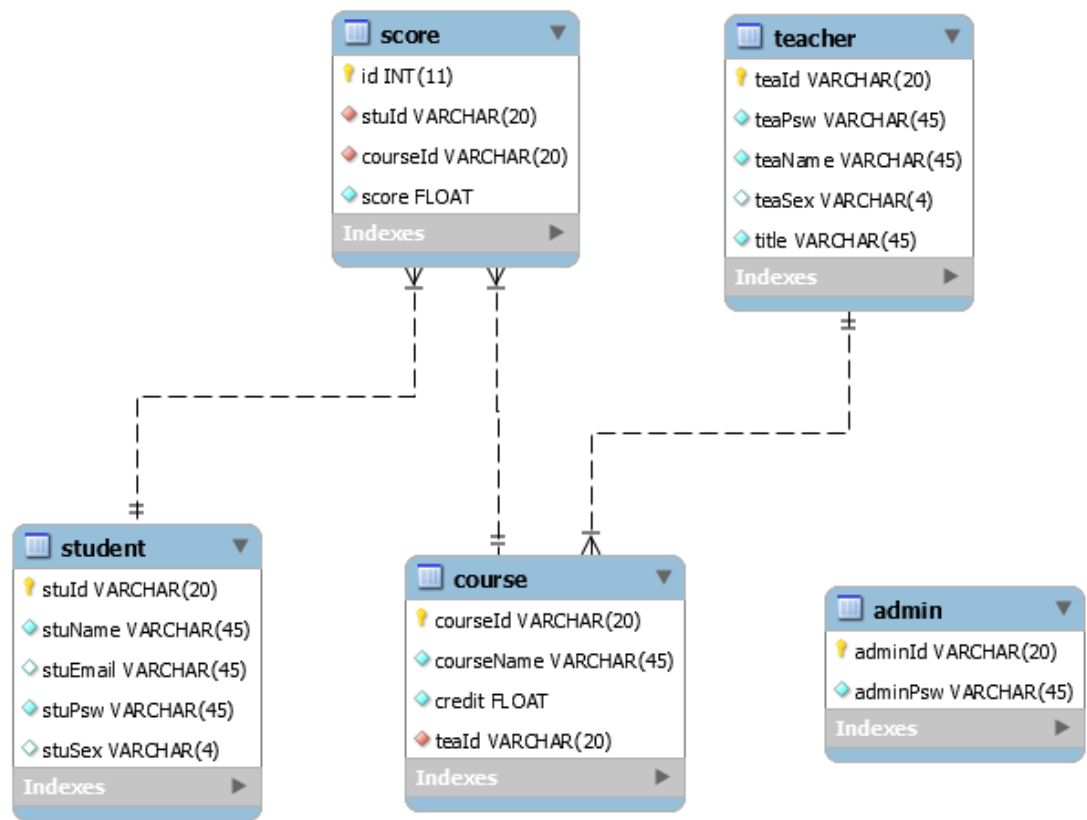 score
id INT(11)
stuId VARCHAR(20)
courseId VARCHAR(20)
score FLOAT
Indexes
teacher
teaId VARCHAR(20)
teaPsw VARCHAR(45)
teaName VARCHAR(45)
teaSex VARCHAR(4)
title VARCHAR(45)
Indexes
student
stuId VARCHAR(20)
stuName VARCHAR(45)
stuEmail VARCHAR(45)
stuPsw VARCHAR(45)
stuSex VARCHAR(4)
Indexes
course
courseId VARCHAR(20)
courseName VARCHAR(45)
credit FLOAT
teaId VARCHAR(20)
Indexes
admin
adminId VARCHAR(20)
adminPsw VARCHAR(45)
Indexes